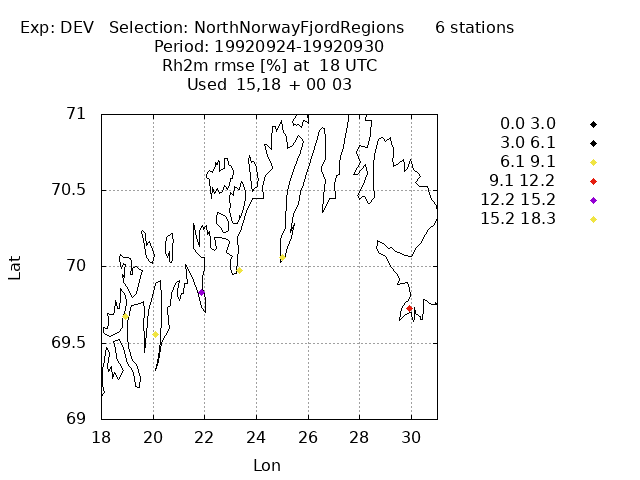 Exp: DEV Selection: NorthNorwayFjordRegions 6 stations
Period: 19920924-19920930
Rh2m rmse [%] at 18 UTC
Used 15,18 + 00 03
71
70.5
70
69.5
69
Lat
18 20 22 24 26 28 30
Lon
0.0 3.0
3.0 6.1
6.1 9.1
9.1 12.2
12.2 15.2
15.2 18.3